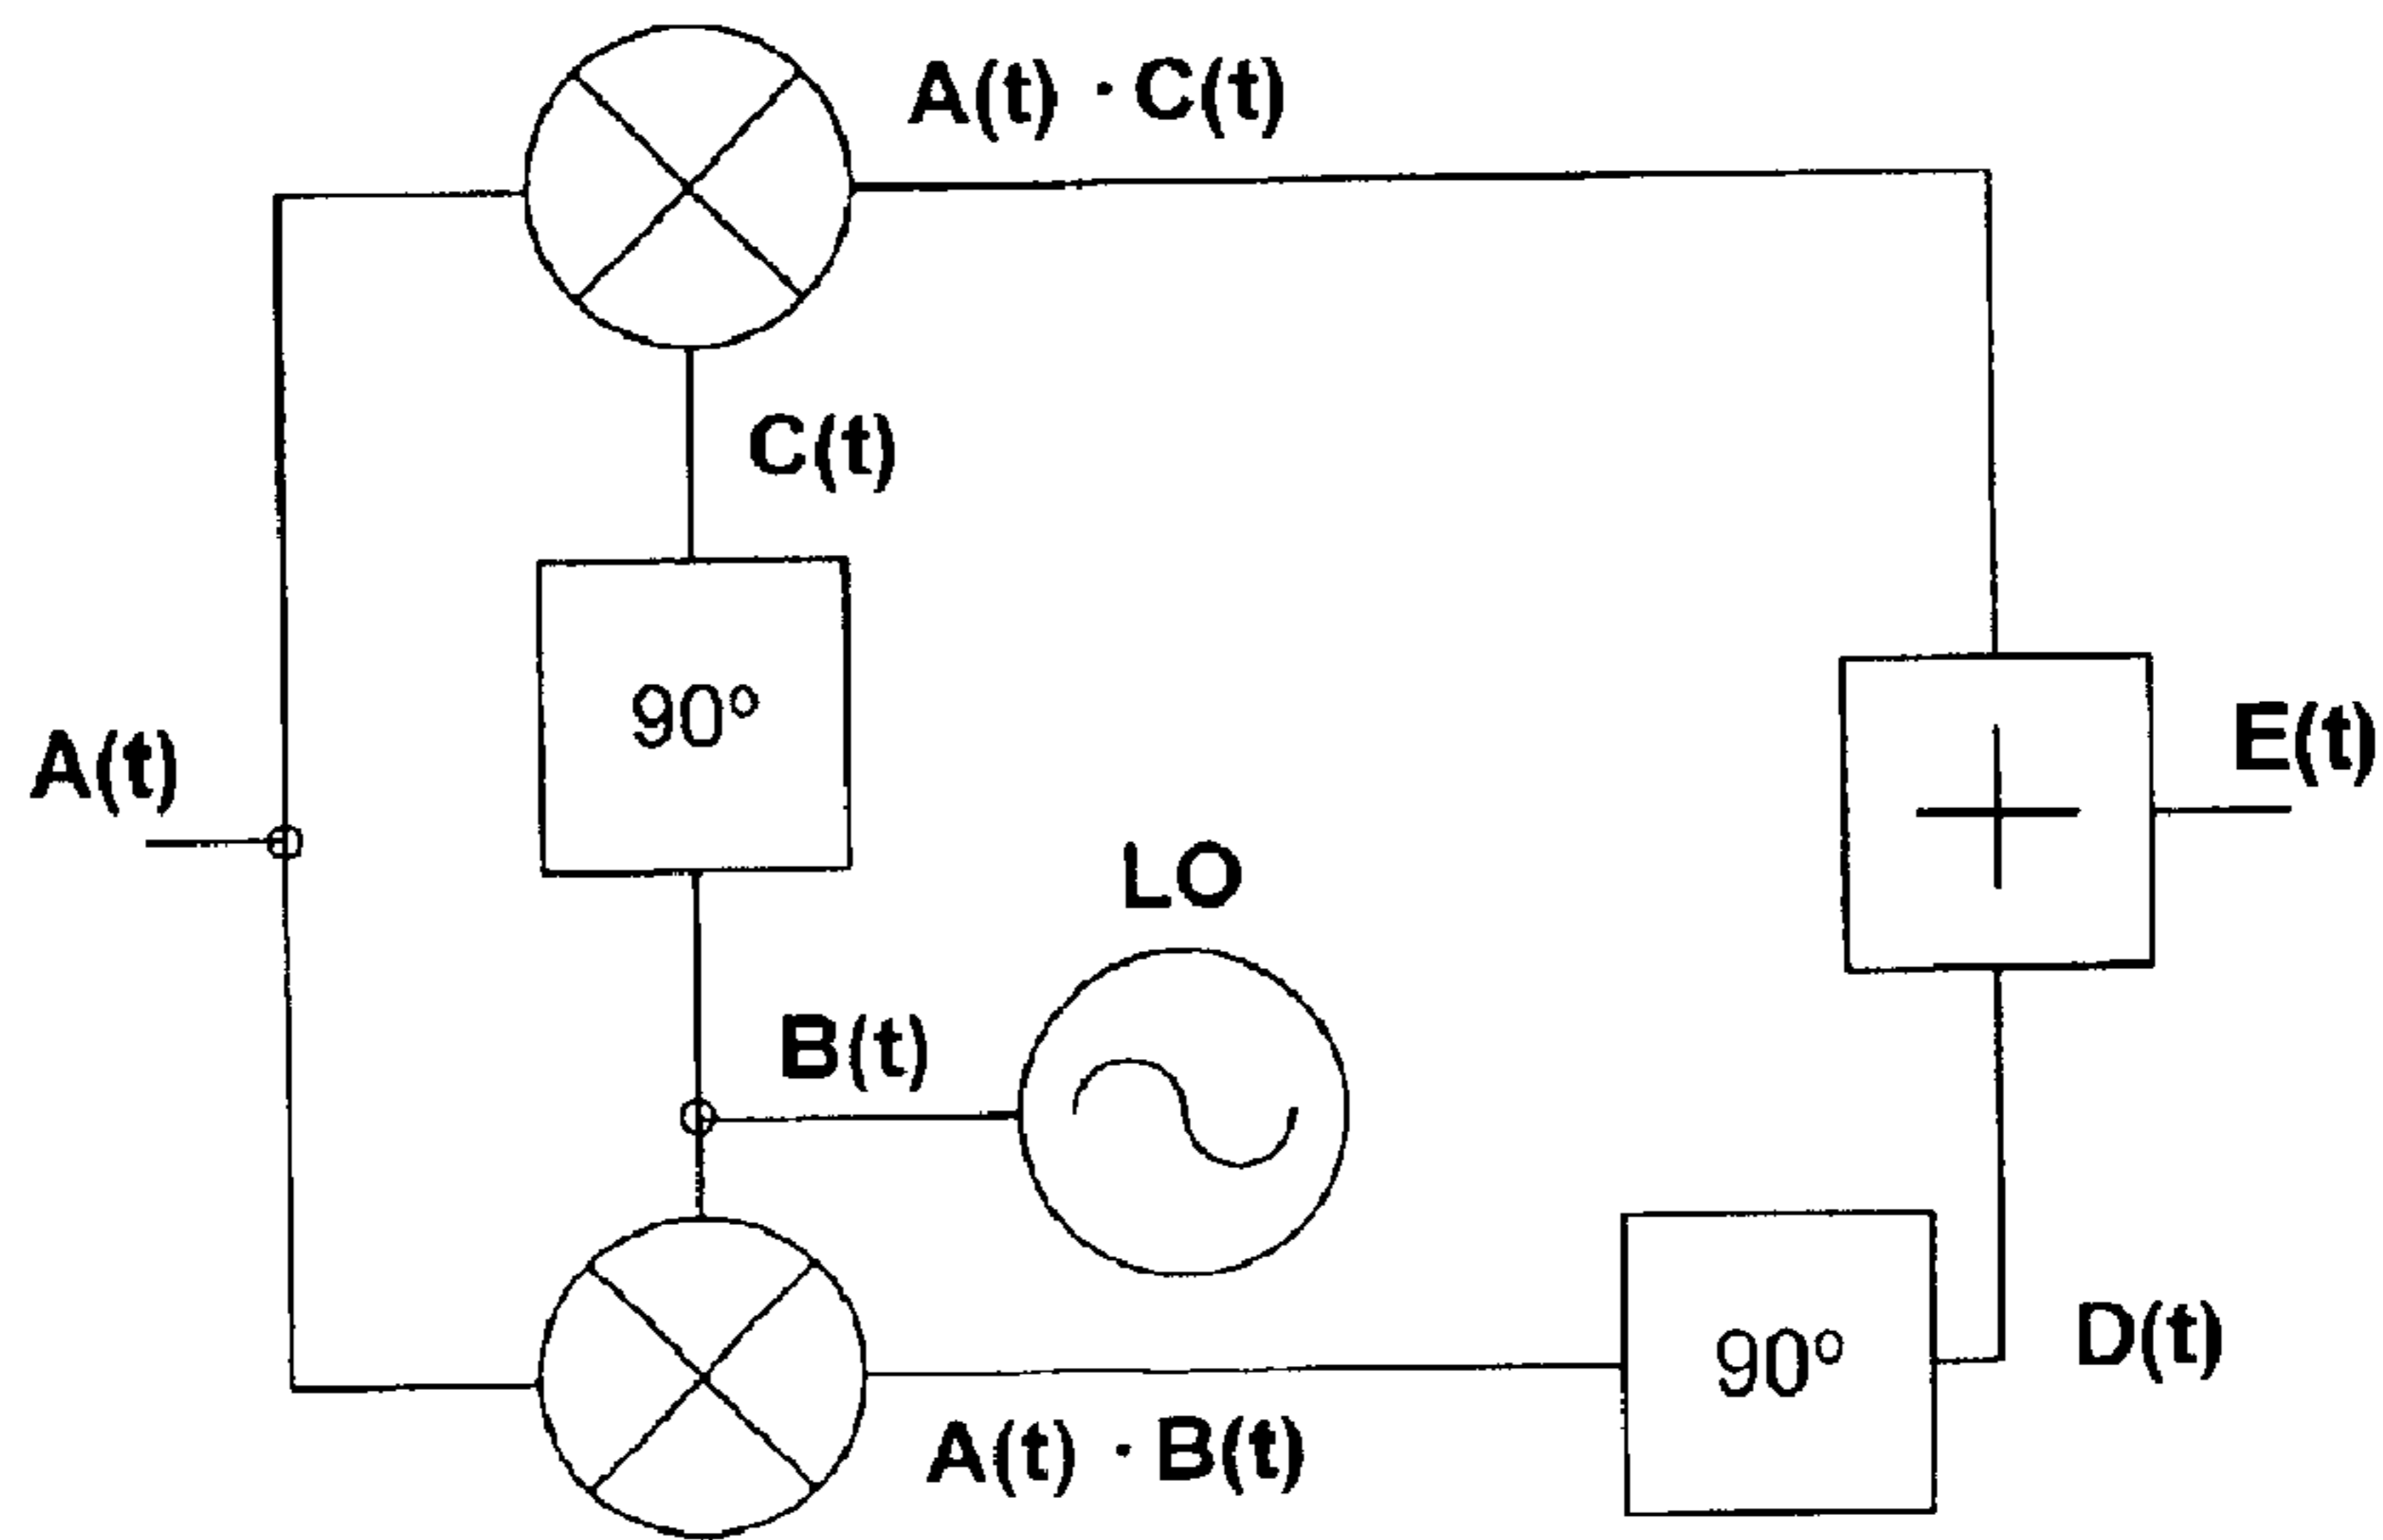 A(t) · C(t)
C(t)
90°
A(t)
E(t)
LO
B(t)
90°
D(t)
A(t) · B(t)